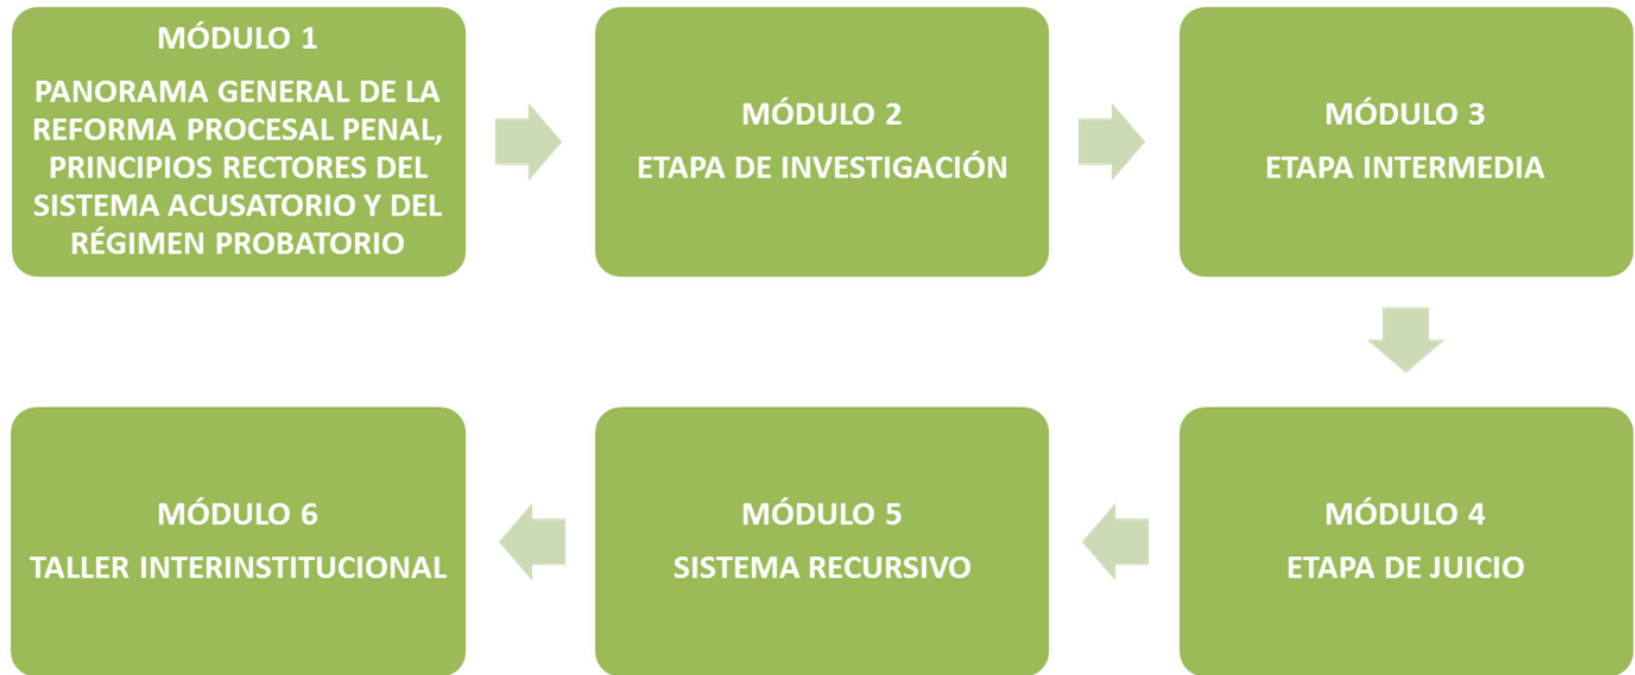 MÓDULO 1
PANORAMA GENERAL DE LA
REFORMA PROCESAL PENAL,
PRINCIPIOS RECTORES DEL
SISTEMA ACUSATORIO Y DEL
RÉGIMEN PROBATORIO
MÓDULO 2
ETAPA DE INVESTIGACIÓN
MÓDULO 3
ETAPA INTERMEDIA
MÓDULO 4
ETAPA DE JUICIO
MÓDULO 5
SISTEMA RECURSIVO
MÓDULO 6
TALLER INTERINSTITUCIONAL